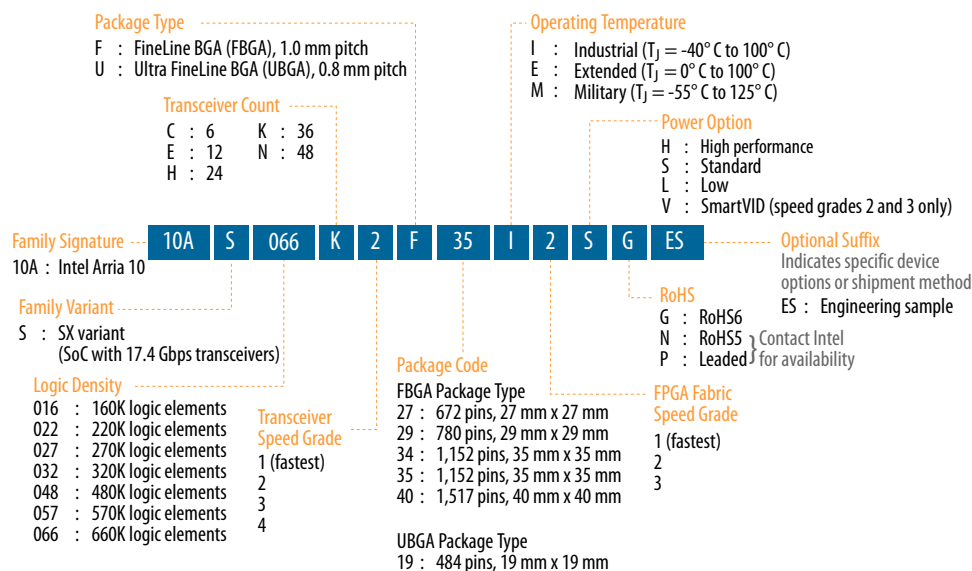 Package Type
F : FineLine BGA (FBGA), 1.0 mm pitch
U : Ultra FineLine BGA (UBGA), 0.8 mm pitch
Operating Temperature
I : Industrial (TJ = -40° C to 100° C)
E : Extended (TJ = 0° C to 100° C)
M : Military (TJ = -55° C to 125° C)
Transceiver Count
C : 6 K : 36
E : 12 N : 48
H : 24
Power Option
H : High performance
S : Standard
L : Low
V : SmartVID (speed grades 2 and 3 only)
Family Signature
10A : Intel Arria 10
10A S 066 K 2 F 35 I 2 S G ES
Optional Suffix
Indicates specific device
options or shipment method
ES : Engineering sample
Family Variant
S : SX variant
(SoC with 17.4 Gbps transceivers)
RoHS
G : RoHS6
N : RoHS5
P : Leaded
Contact Intel
for availability
Logic Density
016 : 160K logic elements
022 : 220K logic elements
027 : 270K logic elements
032 : 320K logic elements
048 : 480K logic elements
057 : 570K logic elements
066 : 660K logic elements
Transceiver
Speed Grade
1 (fastest)
2
3
4
Package Code
FBGA Package Type
27 : 672 pins, 27 mm x 27 mm
29 : 780 pins, 29 mm x 29 mm
34 : 1,152 pins, 35 mm x 35 mm
35 : 1,152 pins, 35 mm x 35 mm
40 : 1,517 pins, 40 mm x 40 mm
UBGA Package Type
19 : 484 pins, 19 mm x 19 mm
FPGA Fabric
Speed Grade
1 (fastest)
2
3